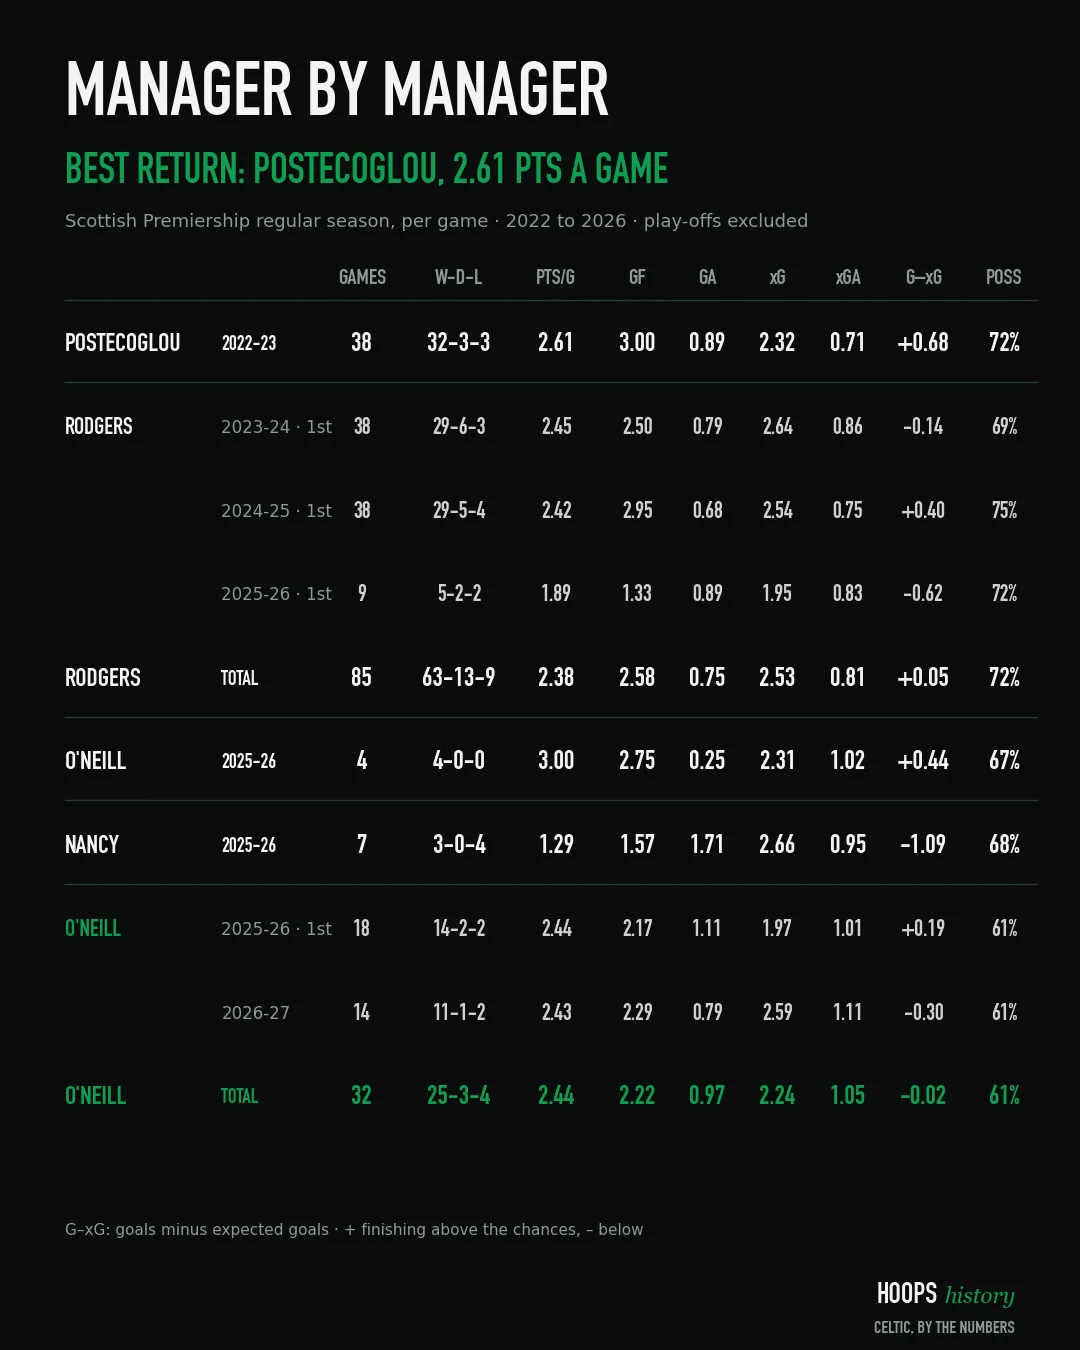 MANAGER BY MANAGER
BEST RETURN: POSTECOGLOU, 2.61 PTS A GAME
Scottish Premiership regular season, per game · 2022 to 2026 · play-offs excluded
GAMES W-D-L PTS/G GF GA xG xGA G–xG POSS
POSTECOGLOU 2022-23 38 32-3-3 2.61 3.00 0.89 2.32 0.71 +0.68 72%
RODGERS 2023-24 · 1st 38 29-6-3 2.45 2.50 0.79 2.64 0.86 -0.14 69%
2024-25 · 1st 38 29-5-4 2.42 2.95 0.68 2.54 0.75 +0.40 75%
2025-26 · 1st 9 5-2-2 1.89 1.33 0.89 1.95 0.83 -0.62 72%
RODGERS TOTAL 85 63-13-9 2.38 2.58 0.75 2.53 0.81 +0.05 72%
O'NEILL 2025-26 4 4-0-0 3.00 2.75 0.25 2.31 1.02 +0.44 67%
NANCY 2025-26 7 3-0-4 1.29 1.57 1.71 2.66 0.95 -1.09 68%
O'NEILL 2025-26 · 1st 18 14-2-2 2.44 2.17 1.11 1.97 1.01 +0.19 61%
2026-27 14 11-1-2 2.43 2.29 0.79 2.59 1.11 -0.30 61%
O'NEILL TOTAL 32 25-3-4 2.44 2.22 0.97 2.24 1.05 -0.02 61%
G–xG: goals minus expected goals · + finishing above the chances, – below
HOOPS history
CELTIC, BY THE NUMBERS